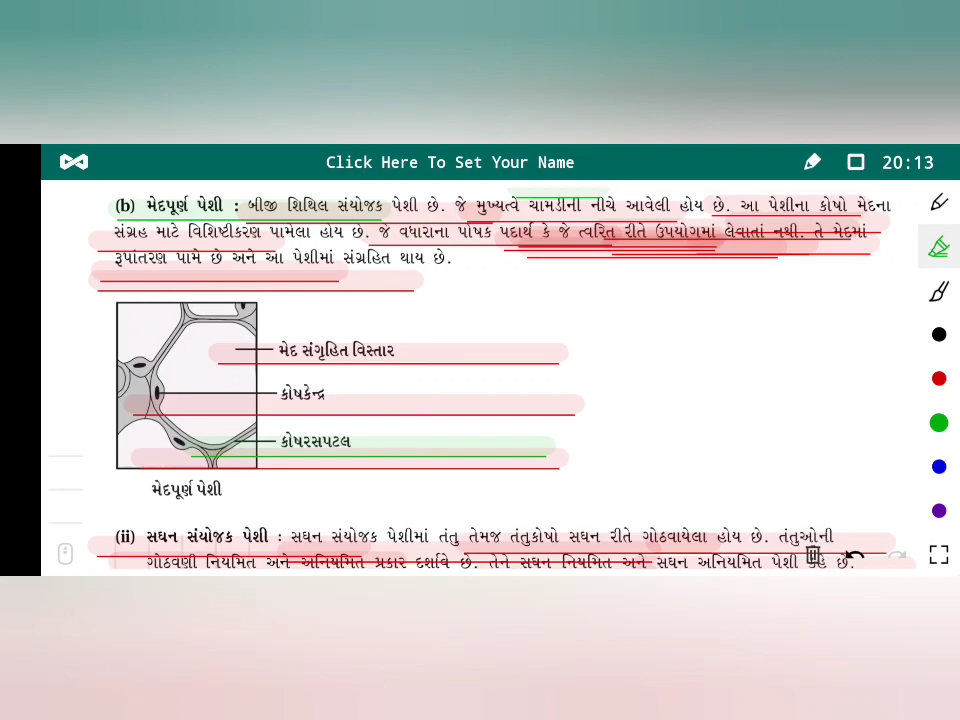 Click Here To Set Your Name
20:13
(b) મેદપૂર્ણ પેશી : બીજી શિથિલ સંયોજક પેશી છે. જે મુખ્યત્વે ચામડીની નીચે આવેલી હોય છે. આ પેશીના કોષો મેદના
સંગ્રહ માટે વિશિષ્ટીકરણ પામેલા હોય છે. જે વધારાના પોષક પદાર્થ કે જે ત્વરિત રીતે ઉપયોગમાં લેવાતાં નથી. તે મેદમાં
રૂપાંતરણ પામે છે અને આ પેશીમાં સંગ્રહિત થાય છે.
મેદ સંગૃહિત વિસ્તાર
કોષકેન્દ્ર
કોષરસપટલ
મેદપૂર્ણ પેશી
(ii) સઘન સંયોજક પેશી : સઘન સંયોજક પેશીમાં તંતુ તેમજ તંતુકોષો સઘન રીતે ગોઠવાયેલા હોય છે. તંતુઓની
ગોઠવણી નિયમિત અને અનિયમિત પ્રકાર દર્શાવે છે. તેને સઘન નિયમિત અને સઘન અનિયમિત પેશી કહે છે.